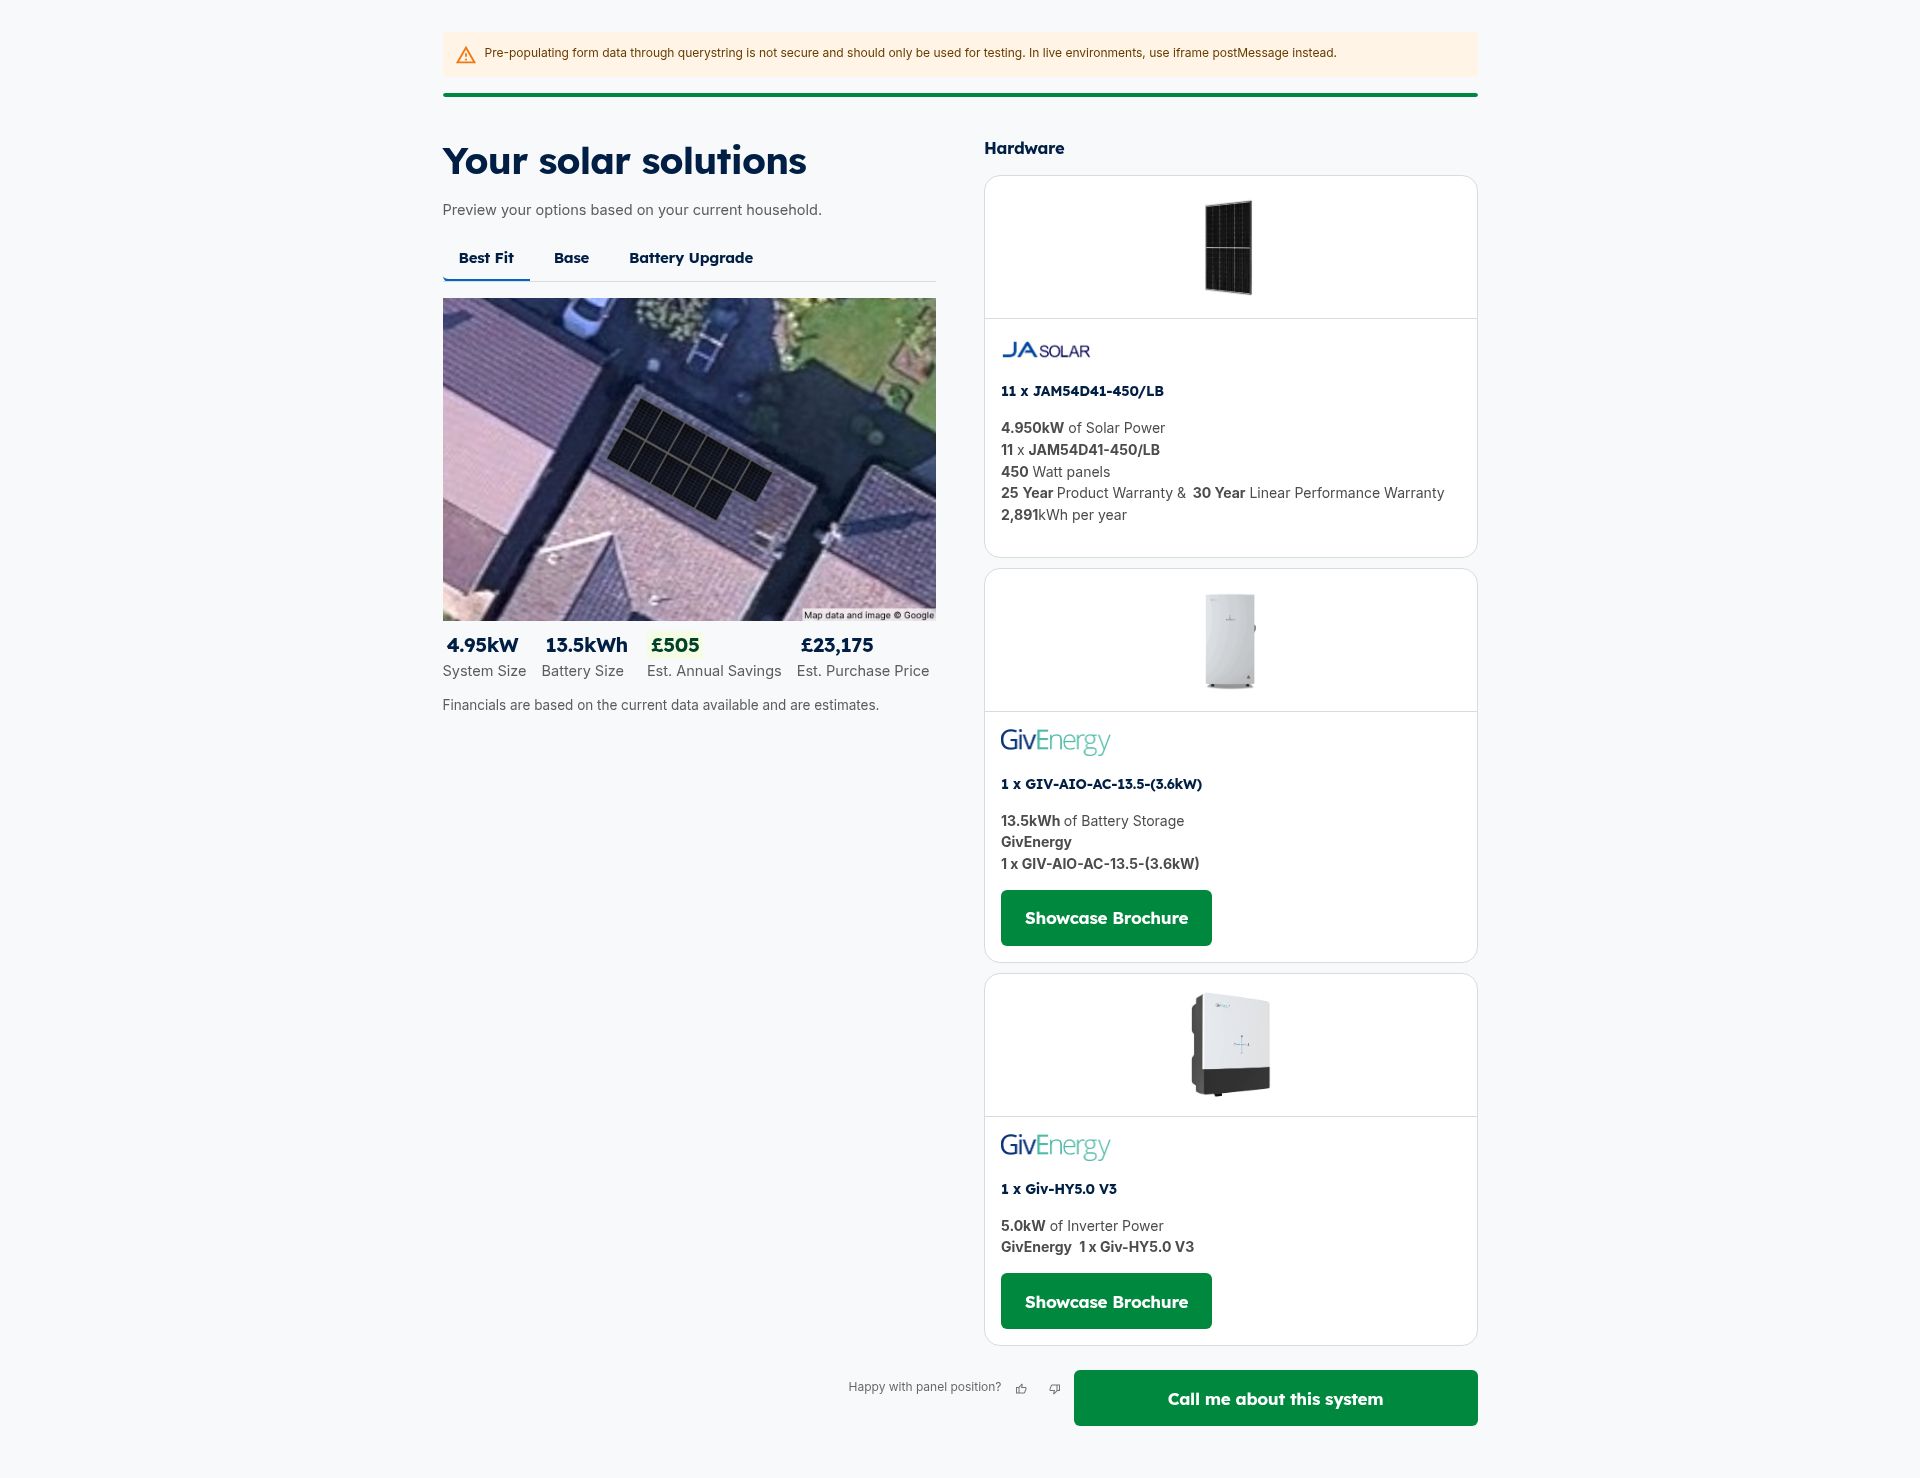 Pre-populating form data through querystring is not secure and should only be used for testing. In live environments, use iframe postMessage instead.
Your solar solutions
Preview your options based on your current household.
Best Fit
Base
Battery Upgrade
Map data and image © Google
4.95kW
System Size
13.5kWh
Battery Size
£505
Est. Annual Savings
£23,175
Est. Purchase Price
Financials are based on the current data available and are estimates.
Hardware
JA SOLAR
11 x JAM54D41-450/LB
4.950kW of Solar Power
11 x JAM54D41-450/LB
450 Watt panels
25 Year Product Warranty & 30 Year Linear Performance Warranty
2,891kWh per year
GivEnergy
1 x GIV-AIO-AC-13.5-(3.6kW)
13.5kWh of Battery Storage
GivEnergy
1 x GIV-AIO-AC-13.5-(3.6kW)
Showcase Brochure
GivEnergy
1 x Giv-HY5.0 V3
5.0kW of Inverter Power
GivEnergy 1 x Giv-HY5.0 V3
Showcase Brochure
Happy with panel position?
Call me about this system